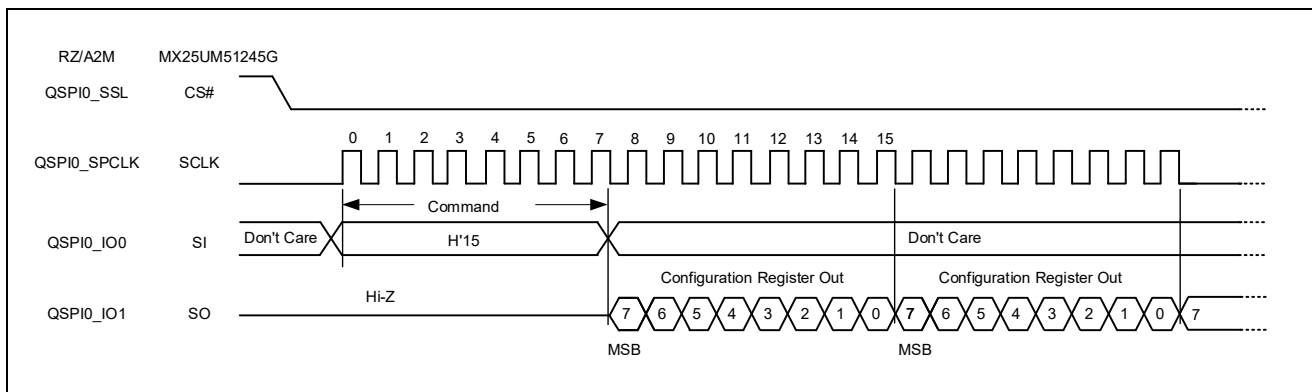 RZ/A2M MX25UM51245G
QSPI0_SSL CS#
0 1 2 3 4 5 6 7 8 9 10 11 12 13 14 15
QSPI0_SPCLK SCLK
Command
QSPI0_IO0 SI Don't Care H'15 Don't Care
Configuration Register Out Configuration Register Out
Hi-Z
QSPI0_IO1 SO 7 6 5 4 3 2 1 0 7 6 5 4 3 2 1 0 7
MSB MSB